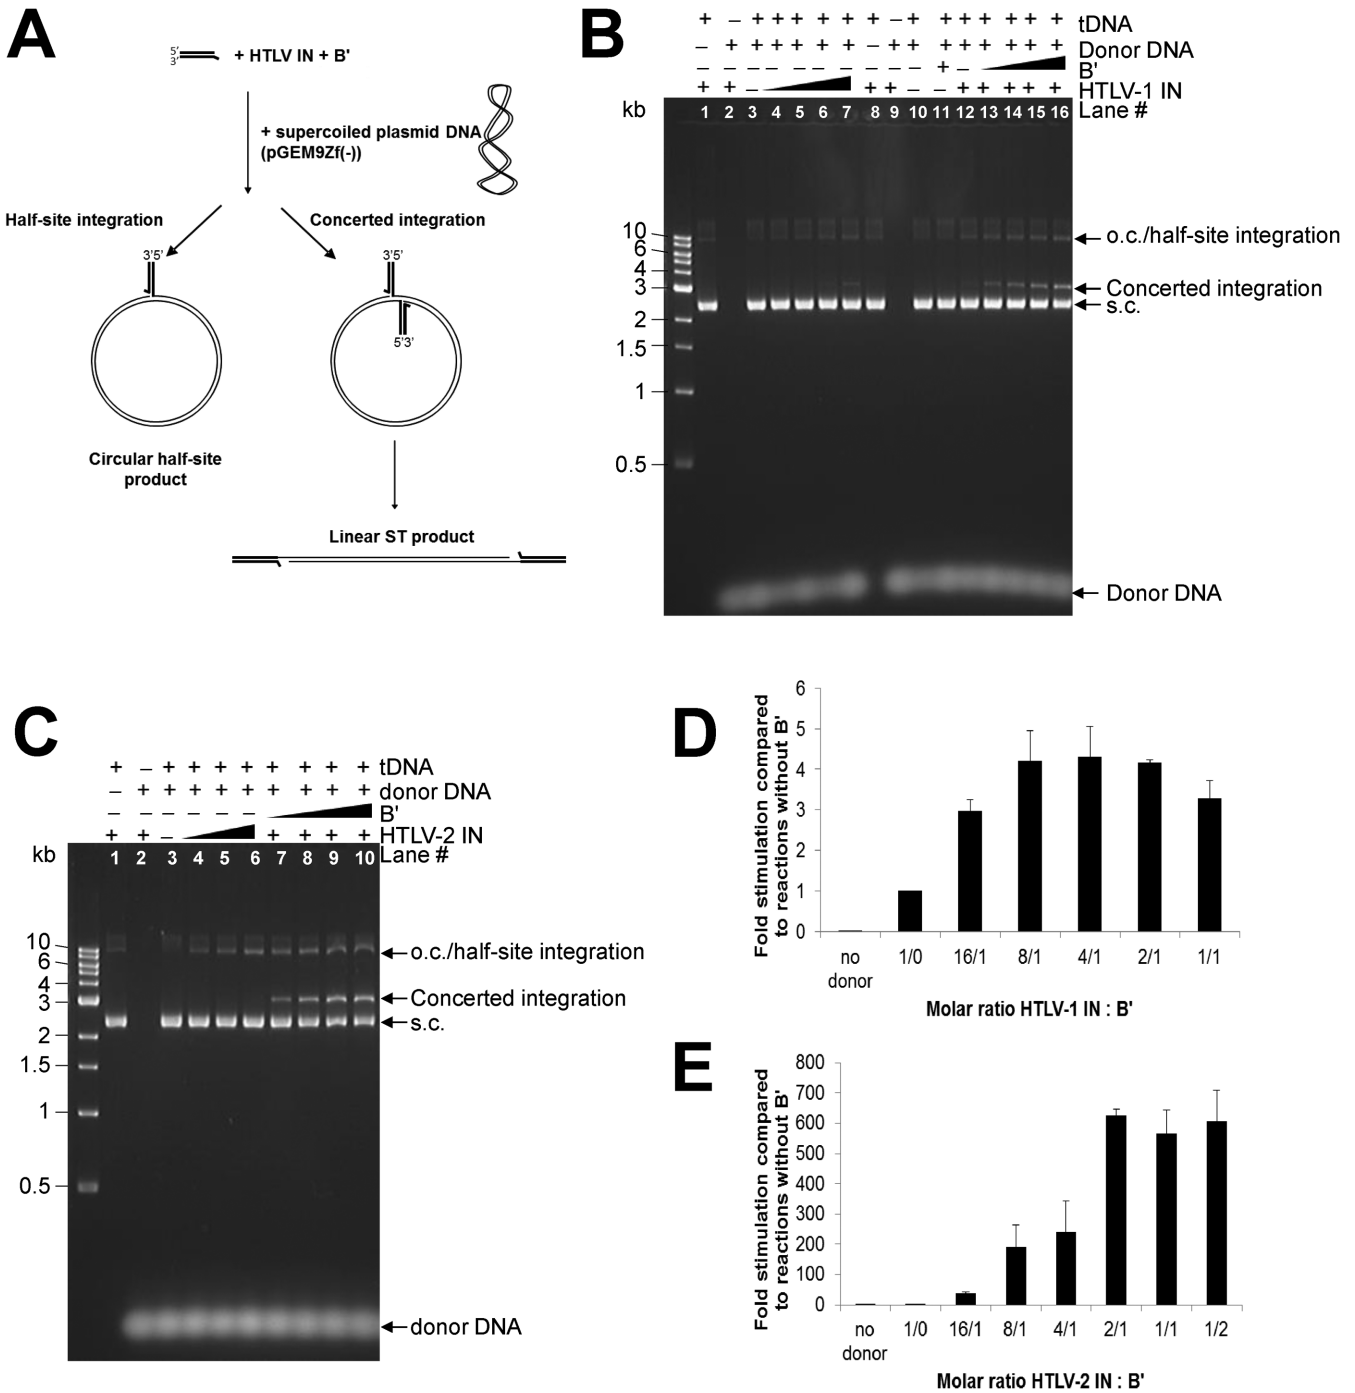 A
5'
3'
+ HTLV IN + B'
+ supercoiled plasmid DNA
(pGEM9Zf(-))
Half-site integration
Concerted integration
3'5'
3'5'
5'3'
Circular half-site
product
Linear ST product
B
+ – + + + + + + – + + + + + + + tDNA
– + + + + + + – + + + + + + + + Donor DNA
– – – – – – – – – – + – B'
+ + – + + – – + + + + + HTLV-1 IN
kb 1 2 3 4 5 6 7 8 9 10 11 12 13 14 15 16 Lane #
10
6
4
3
2
1.5
1
0.5
o.c./half-site integration
Concerted integration
s.c.
Donor DNA
C
+ – + + + + + + + + tDNA
– + + + + + + + + + donor DNA
– – – – – – B'
+ + – + + + + HTLV-2 IN
kb 1 2 3 4 5 6 7 8 9 10 Lane #
10
6
4
3
2
1.5
1
0.5
o.c./half-site integration
Concerted integration
s.c.
donor DNA
D
Fold stimulation compared
to reactions without B'
6
5
4
3
2
1
0
no
donor
1/0 16/1 8/1 4/1 2/1 1/1
Molar ratio HTLV-1 IN : B'
E
Fold stimulation compared
to reactions without B'
800
700
600
500
400
300
200
100
0
no
donor
1/0 16/1 8/1 4/1 2/1 1/1 1/2
Molar ratio HTLV-2 IN : B'